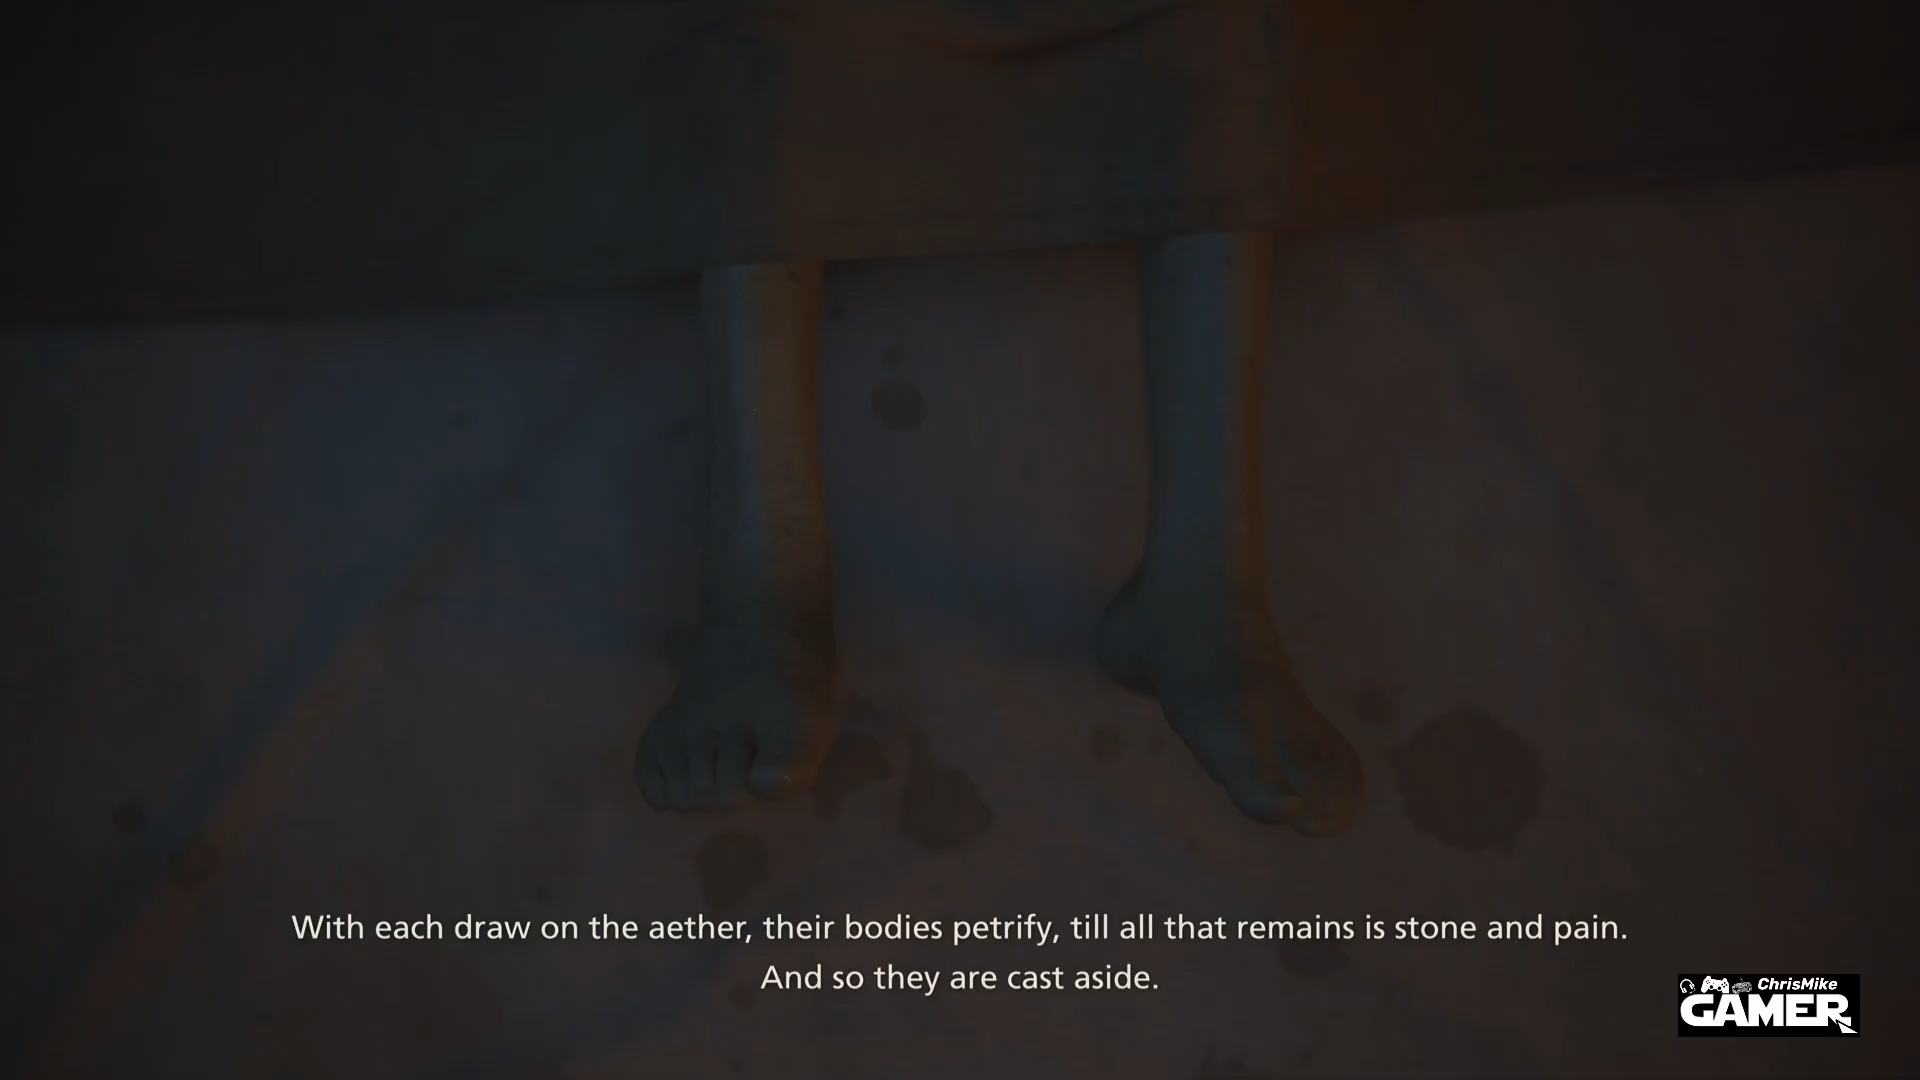 With each draw on the aether, their bodies petrify, till all that remains is stone and pain.
And so they are cast aside.
ChrisMike
GAMER